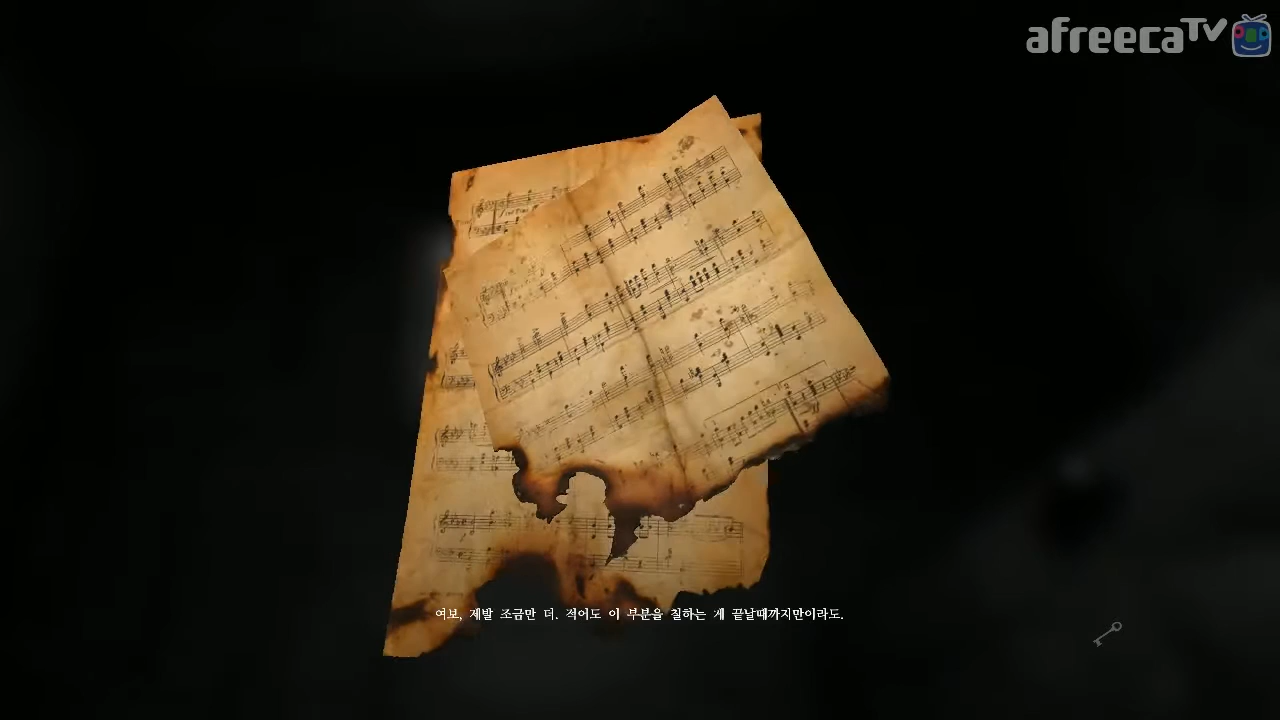 afreecaTV
여보, 제발 조금만 더. 적어도 이 부분을 칠하는 게 끝날때까지만이라도.